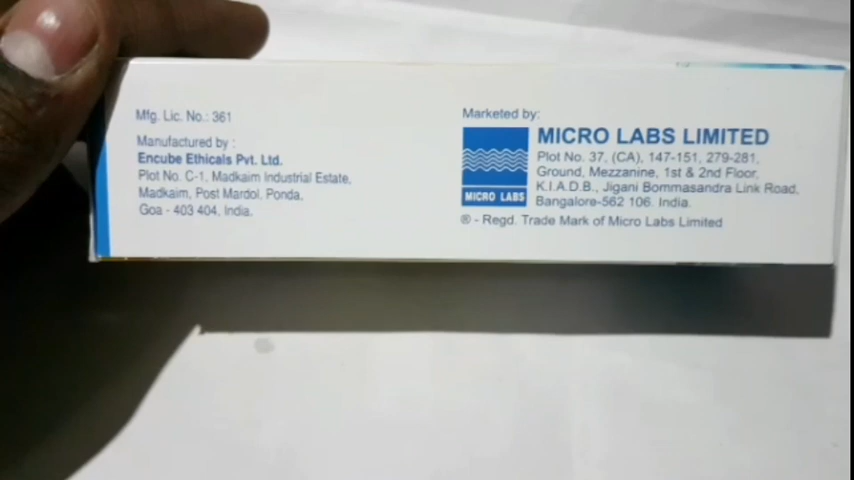 Mfg. Lic. No.: 361
Manufactured by :
Encube Ethicals Pvt. Ltd.
Plot No. C-1, Madkaim Industrial Estate,
Madkaim, Post Mardol, Ponda,
Goa - 403 404, India.
Marketed by:
MICRO LABS
MICRO LABS LIMITED
Plot No. 37, (CA), 147-151, 279-281,
Ground, Mezzanine, 1st & 2nd Floor,
K.I.A.D.B., Jigani Bommasandra Link Road,
Bangalore-562 106. India.
® - Regd. Trade Mark of Micro Labs Limited